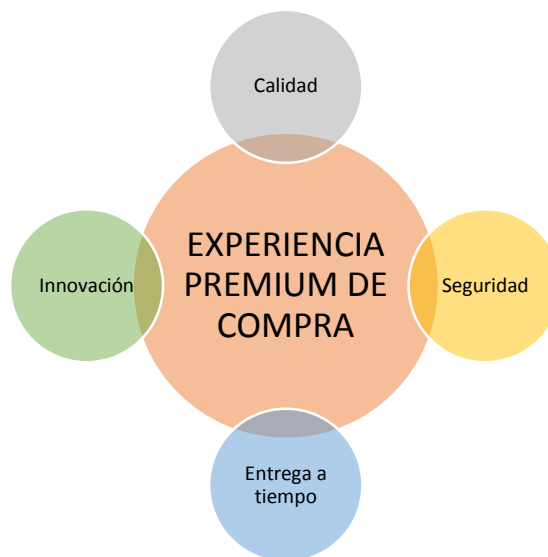 Calidad
EXPERIENCIA
PREMIUM DE
COMPRA
Innovación
Seguridad
Entrega a
tiempo